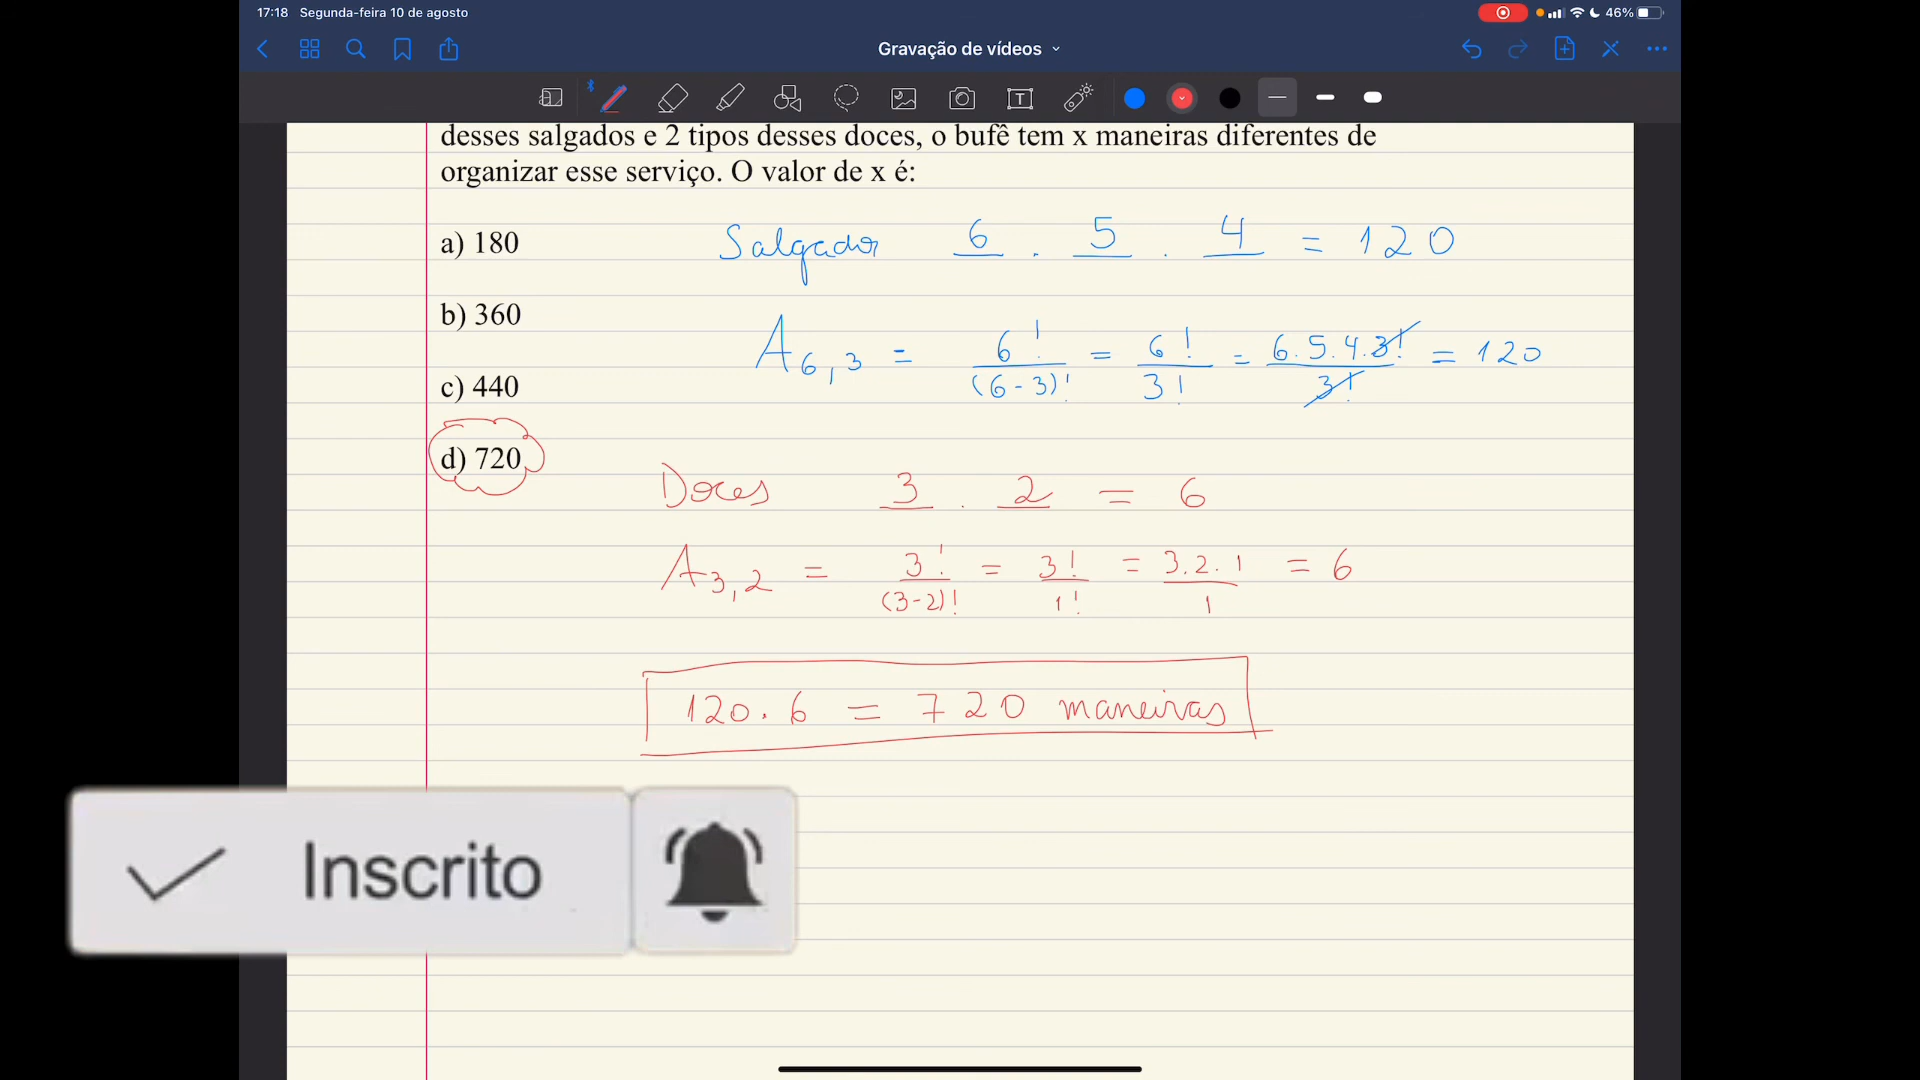 17:18 Segunda-feira 10 de agosto
46%
Gravação de vídeos
desses salgados e 2 tipos desses doces, o bufê tem x maneiras diferentes de
organizar esse serviço. O valor de x é:
a) 180
Salgados 6 . 5 . 4 = 120
b) 360
A6,3 = 6!/(6-3)! = 6!/3! = 6.5.4.3!/3! = 120
c) 440
d) 720
Doces 3 . 2 = 6
A3,2 = 3!/(3-2)! = 3!/1! = 3.2.1/1 = 6
120.6 = 720 maneiras
Inscrito